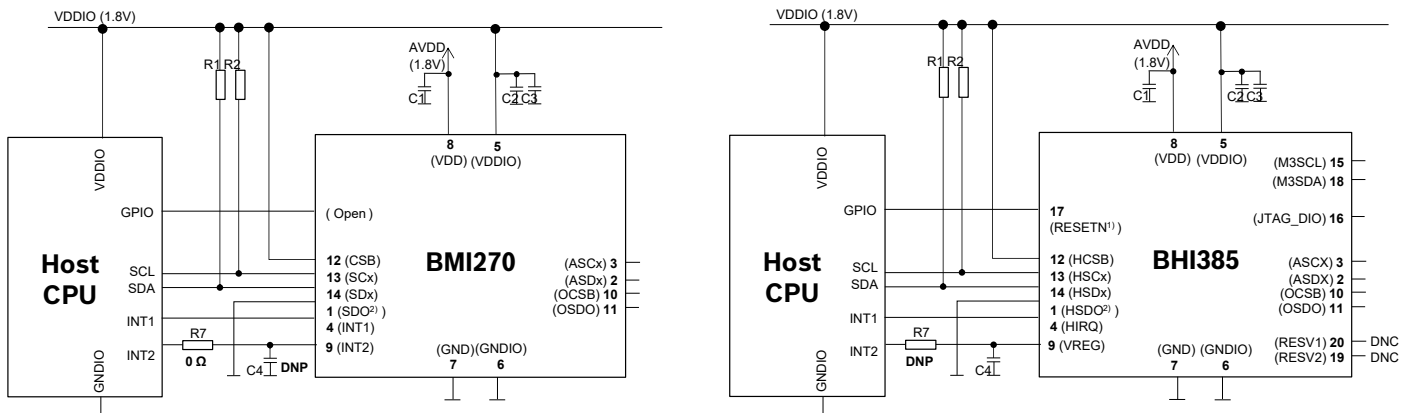 VDDIO (1.8V)
AVDD
(1.8V)
R1 R2
C1
C2 C3
8
(VDD)
5
(VDDIO)
VDDIO
GPIO
( Open )
Host
CPU
BMI270
SCL
SDA
12 (CSB)
13 (SCx)
14 (SDx)
1 (SDO²⁾ )
4 (INT1)
9 (INT2)
INT1
INT2
R7
0 Ω
C4
DNP
(ASCx) 3
(ASDx) 2
(OCSB) 10
(OSDO) 11
(GND)
7
(GNDIO)
6
GNDIO
VDDIO (1.8V)
AVDD
(1.8V)
R1 R2
C1
C2 C3
8
(VDD)
5
(VDDIO)
VDDIO
GPIO
17
(RESETN¹⁾ )
Host
CPU
BHI385
SCL
SDA
12 (HCSB)
13 (HSCx)
14 (HSDx)
1 (HSDO²⁾ )
4 (HIRQ)
9 (VREG)
INT1
INT2
R7
DNP
C4
(M3SCL) 15
(M3SDA) 18
(JTAG_DIO) 16
(ASCX) 3
(ASDX) 2
(OCSB) 10
(OSDO) 11
(RESV1) 20 DNC
(RESV2) 19 DNC
(GND)
7
(GNDIO)
6
GNDIO